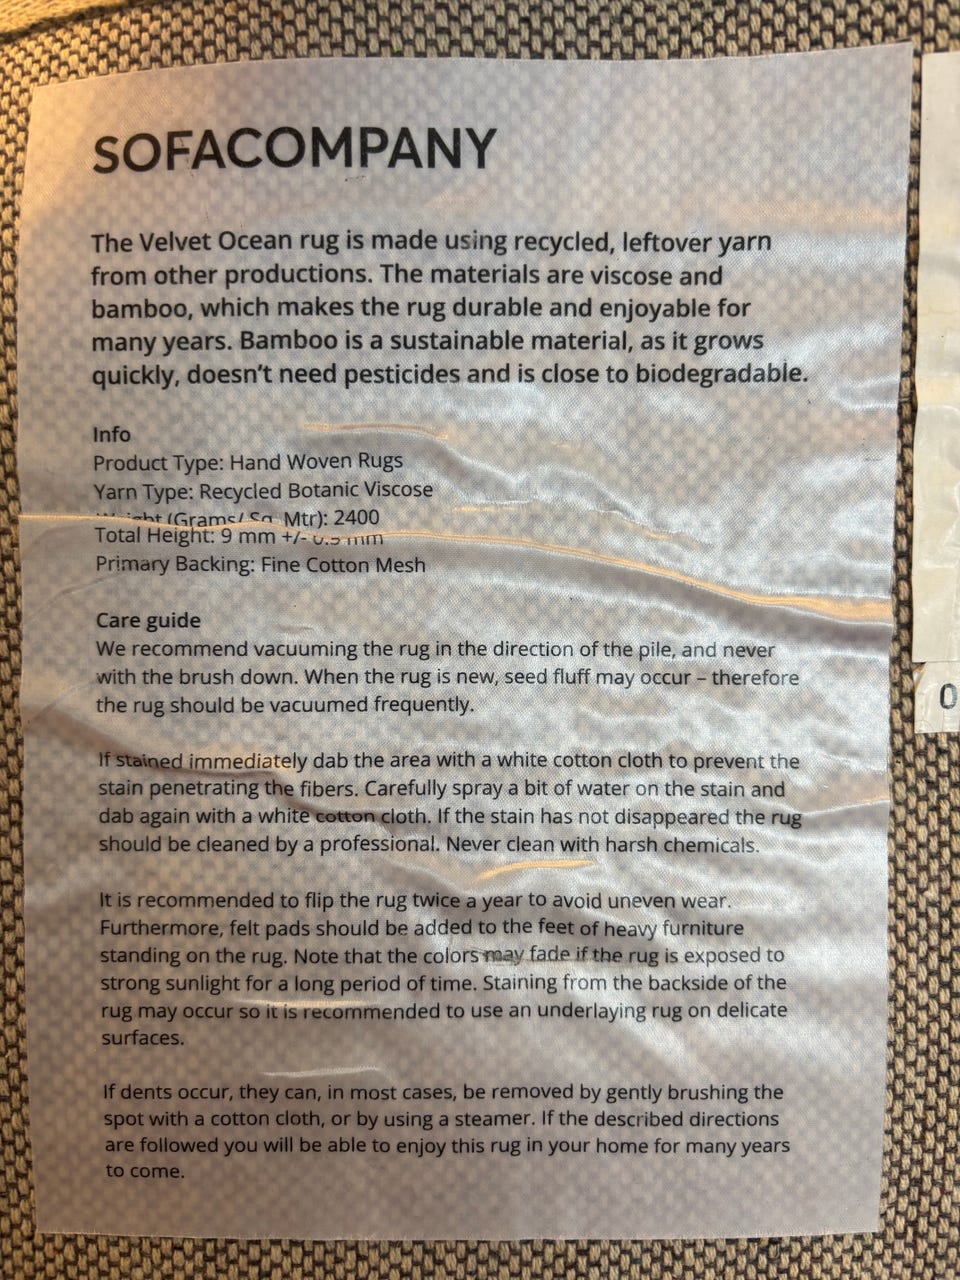 SOFACOMPANY
The Velvet Ocean rug is made using recycled, leftover yarn
from other productions. The materials are viscose and
bamboo, which makes the rug durable and enjoyable for
many years. Bamboo is a sustainable material, as it grows
quickly, doesn't need pesticides and is close to biodegradable.
Info
Product Type: Hand Woven Rugs
Yarn Type: Recycled Botanic Viscose
Weight (Grams/ Sq. Mtr): 2400
Total Height: 9 mm +/- 0.5 mm
Primary Backing: Fine Cotton Mesh
Care guide
We recommend vacuuming the rug in the direction of the pile, and never
with the brush down. When the rug is new, seed fluff may occur – therefore
the rug should be vacuumed frequently.
If stained immediately dab the area with a white cotton cloth to prevent the
stain penetrating the fibers. Carefully spray a bit of water on the stain and
dab again with a white cotton cloth. If the stain has not disappeared the rug
should be cleaned by a professional. Never clean with harsh chemicals.
It is recommended to flip the rug twice a year to avoid uneven wear.
Furthermore, felt pads should be added to the feet of heavy furniture
standing on the rug. Note that the colors may fade if the rug is exposed to
strong sunlight for a long period of time. Staining from the backside of the
rug may occur so it is recommended to use an underlaying rug on delicate
surfaces.
If dents occur, they can, in most cases, be removed by gently brushing the
spot with a cotton cloth, or by using a steamer. If the described directions
are followed you will be able to enjoy this rug in your home for many years
to come.